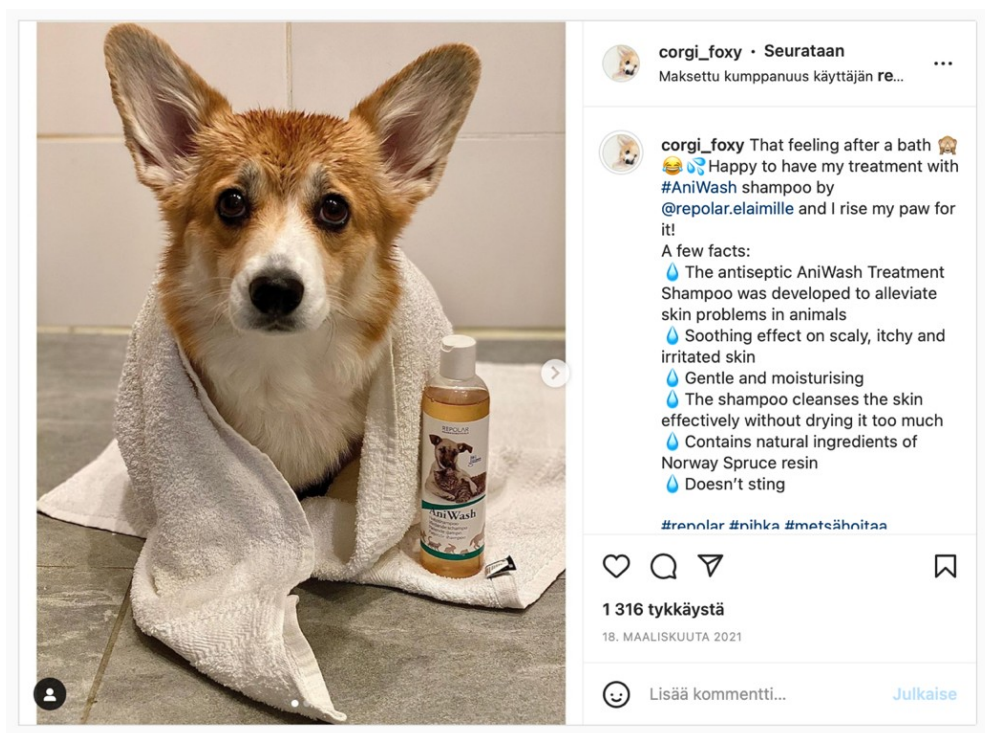 corgi_foxy • Seurataan
Maksettu kumppanuus käyttäjän re...
corgi_foxy That feeling after a bath 🙈
😂💦 Happy to have my treatment with
#AniWash shampoo by
@repolar.elaimille and I rise my paw for
it!
A few facts:
💧 The antiseptic AniWash Treatment
Shampoo was developed to alleviate
skin problems in animals
💧 Soothing effect on scaly, itchy and
irritated skin
💧 Gentle and moisturising
💧 The shampoo cleanses the skin
effectively without drying it too much
💧 Contains natural ingredients of
Norway Spruce resin
💧 Doesn't sting
#repolar #pihka #metsähoitaa
1 316 tykkäystä
18. MAALISKUUTA 2021
Lisää kommentti...
Julkaise
REPOLAR
AniWash